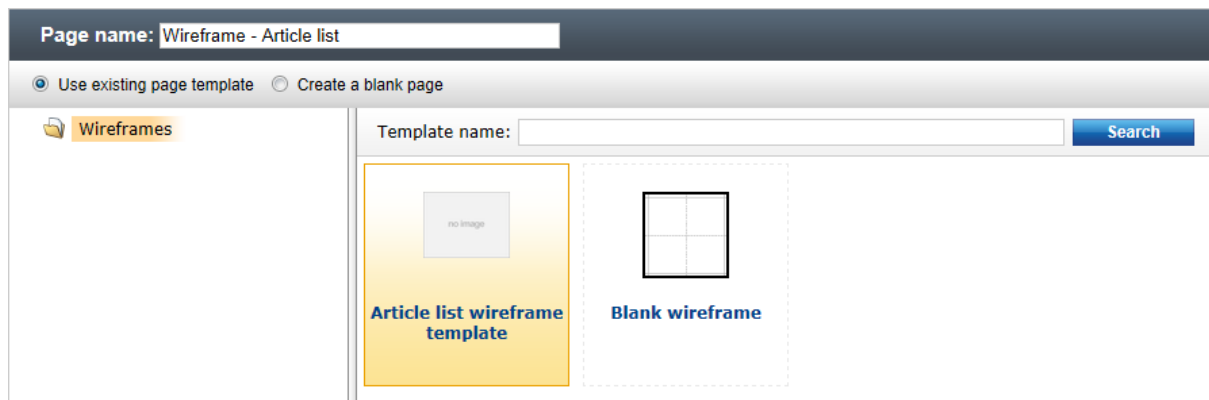 Page name: Wireframe - Article list
Use existing page template Create a blank page
Wireframes
Template name: Search
no image
Article list wireframe
template
Blank wireframe